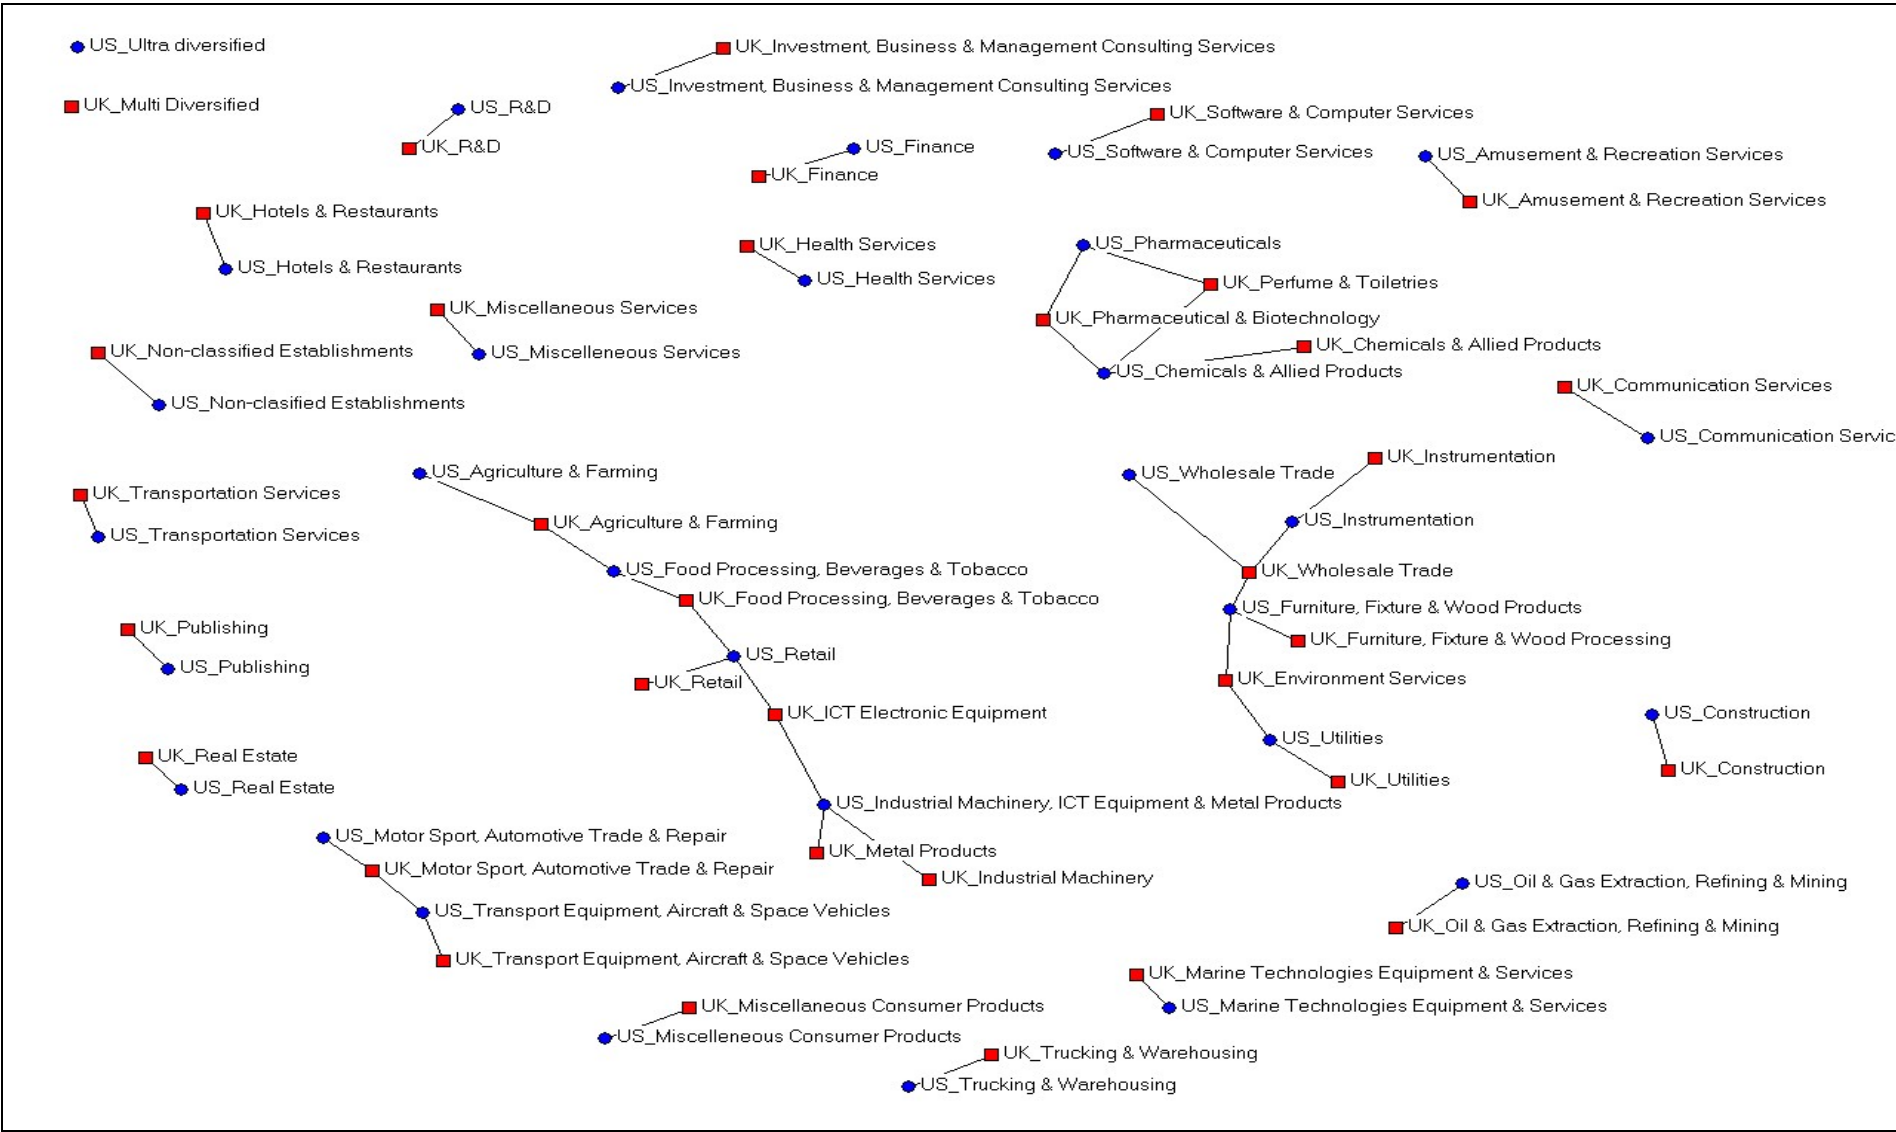 US_Ultra diversified
UK_Investment, Business & Management Consulting Services
US_Investment, Business & Management Consulting Services
UK_Multi Diversified
US_R&D
UK_R&D
UK_Software & Computer Services
US_Software & Computer Services
US_Finance
UK_Finance
US_Amusement & Recreation Services
UK_Amusement & Recreation Services
UK_Hotels & Restaurants
US_Hotels & Restaurants
UK_Health Services
US_Health Services
US_Pharmaceuticals
UK_Perfume & Toiletries
UK_Pharmaceutical & Biotechnology
UK_Chemicals & Allied Products
US_Chemicals & Allied Products
UK_Miscellaneous Services
US_Miscelleneous Services
UK_Non-classified Establishments
US_Non-clasified Establishments
UK_Communication Services
US_Communication Servic
UK_Instrumentation
US_Wholesale Trade
US_Instrumentation
UK_Wholesale Trade
US_Agriculture & Farming
UK_Agriculture & Farming
UK_Transportation Services
US_Transportation Services
US_Food Processing, Beverages & Tobacco
UK_Food Processing, Beverages & Tobacco
US_Furniture, Fixture & Wood Products
UK_Furniture, Fixture & Wood Processing
UK_Publishing
US_Publishing
US_Retail
UK_Retail
UK_Environment Services
UK_ICT Electronic Equipment
US_Construction
UK_Construction
US_Utilities
UK_Utilities
UK_Real Estate
US_Real Estate
US_Industrial Machinery, ICT Equipment & Metal Products
UK_Metal Products
UK_Industrial Machinery
US_Motor Sport, Automotive Trade & Repair
UK_Motor Sport, Automotive Trade & Repair
US_Transport Equipment, Aircraft & Space Vehicles
UK_Transport Equipment, Aircraft & Space Vehicles
US_Oil & Gas Extraction, Refining & Mining
UK_Oil & Gas Extraction, Refining & Mining
UK_Marine Technologies Equipment & Services
US_Marine Technologies Equipment & Services
UK_Miscellaneous Consumer Products
US_Miscelleneous Consumer Products
UK_Trucking & Warehousing
US_Trucking & Warehousing